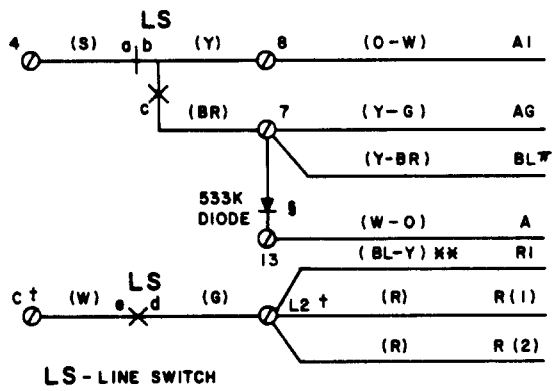 LS
4 (S) a b (Y) 8 (O-W) A1
c (BR) 7 (Y-G) AG
(Y-BR) BLπ
533K
DIODE §
(W-O) A
13 (BL-Y) ** R1
LS
C † (W) e d (G) L2 † (R) R(1)
(R) R(2)
LS - LINE SWITCH